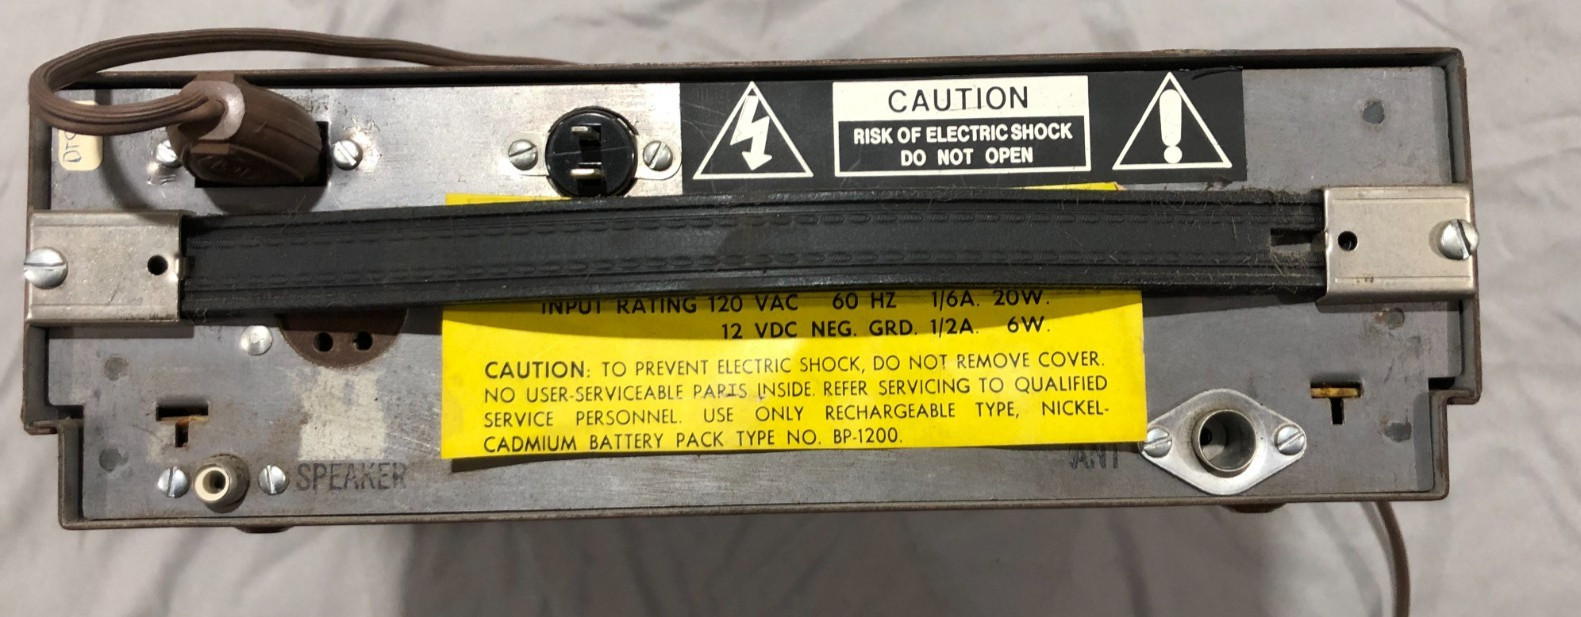 CAUTION
RISK OF ELECTRIC SHOCK
DO NOT OPEN
INPUT RATING 120 VAC 60 HZ 1/6A. 20W.
12 VDC NEG. GRD. 1/2A. 6W.
CAUTION: TO PREVENT ELECTRIC SHOCK, DO NOT REMOVE COVER.
NO USER-SERVICEABLE PARTS INSIDE. REFER SERVICING TO QUALIFIED
SERVICE PERSONNEL. USE ONLY RECHARGEABLE TYPE, NICKEL-
CADMIUM BATTERY PACK TYPE NO. BP-1200.
SPEAKER
ANT